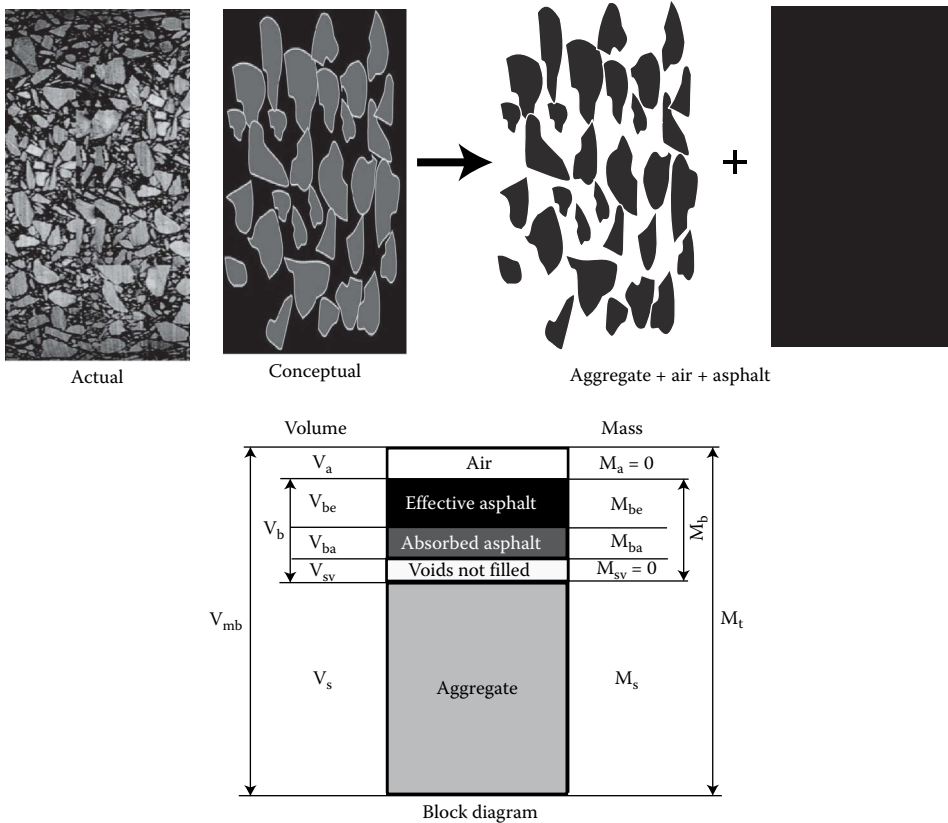 Actual
Conceptual
Aggregate + air + asphalt
Volume
Mass
V_a
Air
M_a = 0
V_be
Effective asphalt
M_be
V_b
M_b
V_ba
Absorbed asphalt
M_ba
V_sv
Voids not filled
M_sv = 0
V_mb
M_t
V_s
Aggregate
M_s
Block diagram